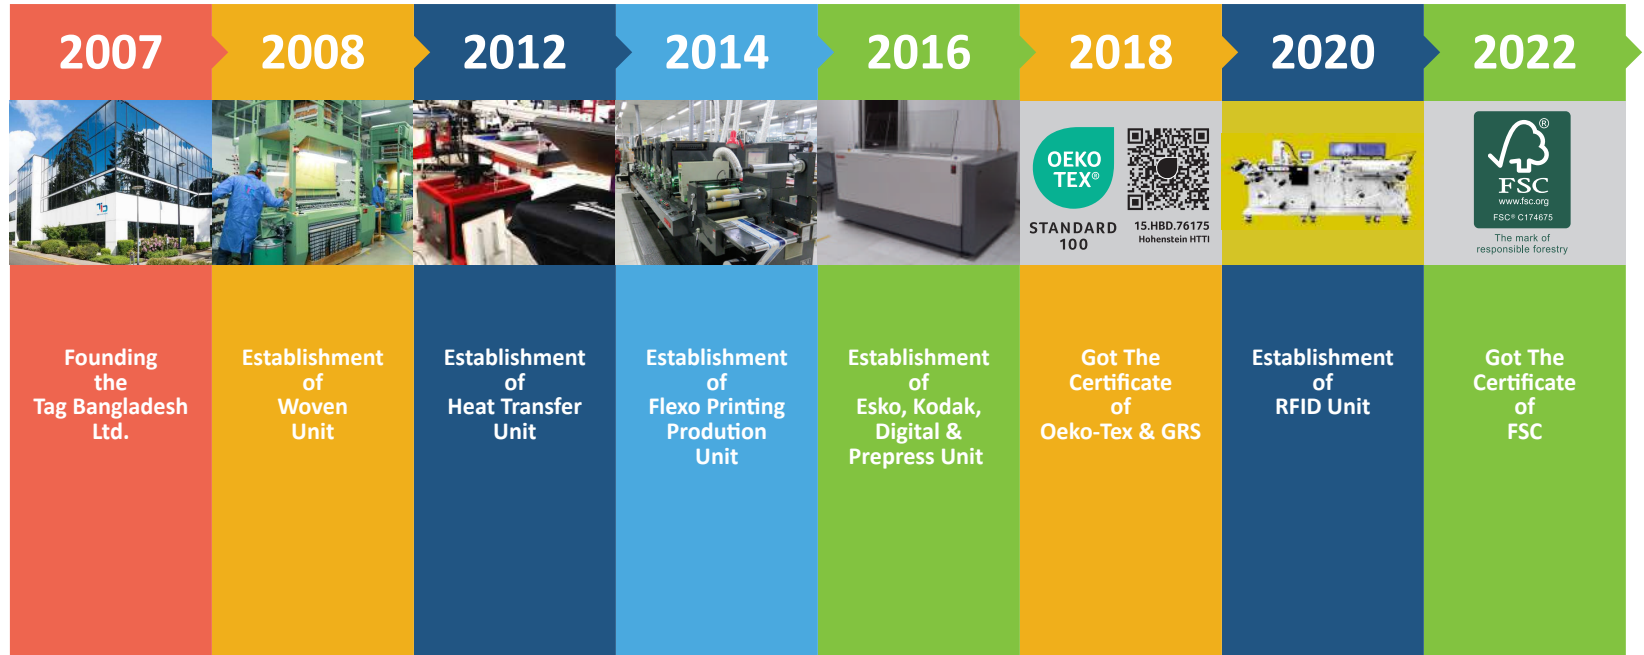 2007
2008
2012
2014
2016
2018
2020
2022
OEKO
TEX®
STANDARD
100
15.HBD.76175
Hohenstein HTTI
®
FSC
www.fsc.org
FSC® C174675
The mark of
responsible forestry
Founding
the
Tag Bangladesh
Ltd.
Establishment
of
Woven
Unit
Establishment
of
Heat Transfer
Unit
Establishment
of
Flexo Printing
Prodution
Unit
Establishment
of
Esko, Kodak,
Digital &
Prepress Unit
Got The
Certificate
of
Oeko-Tex & GRS
Establishment
of
RFID Unit
Got The
Certificate
of
FSC